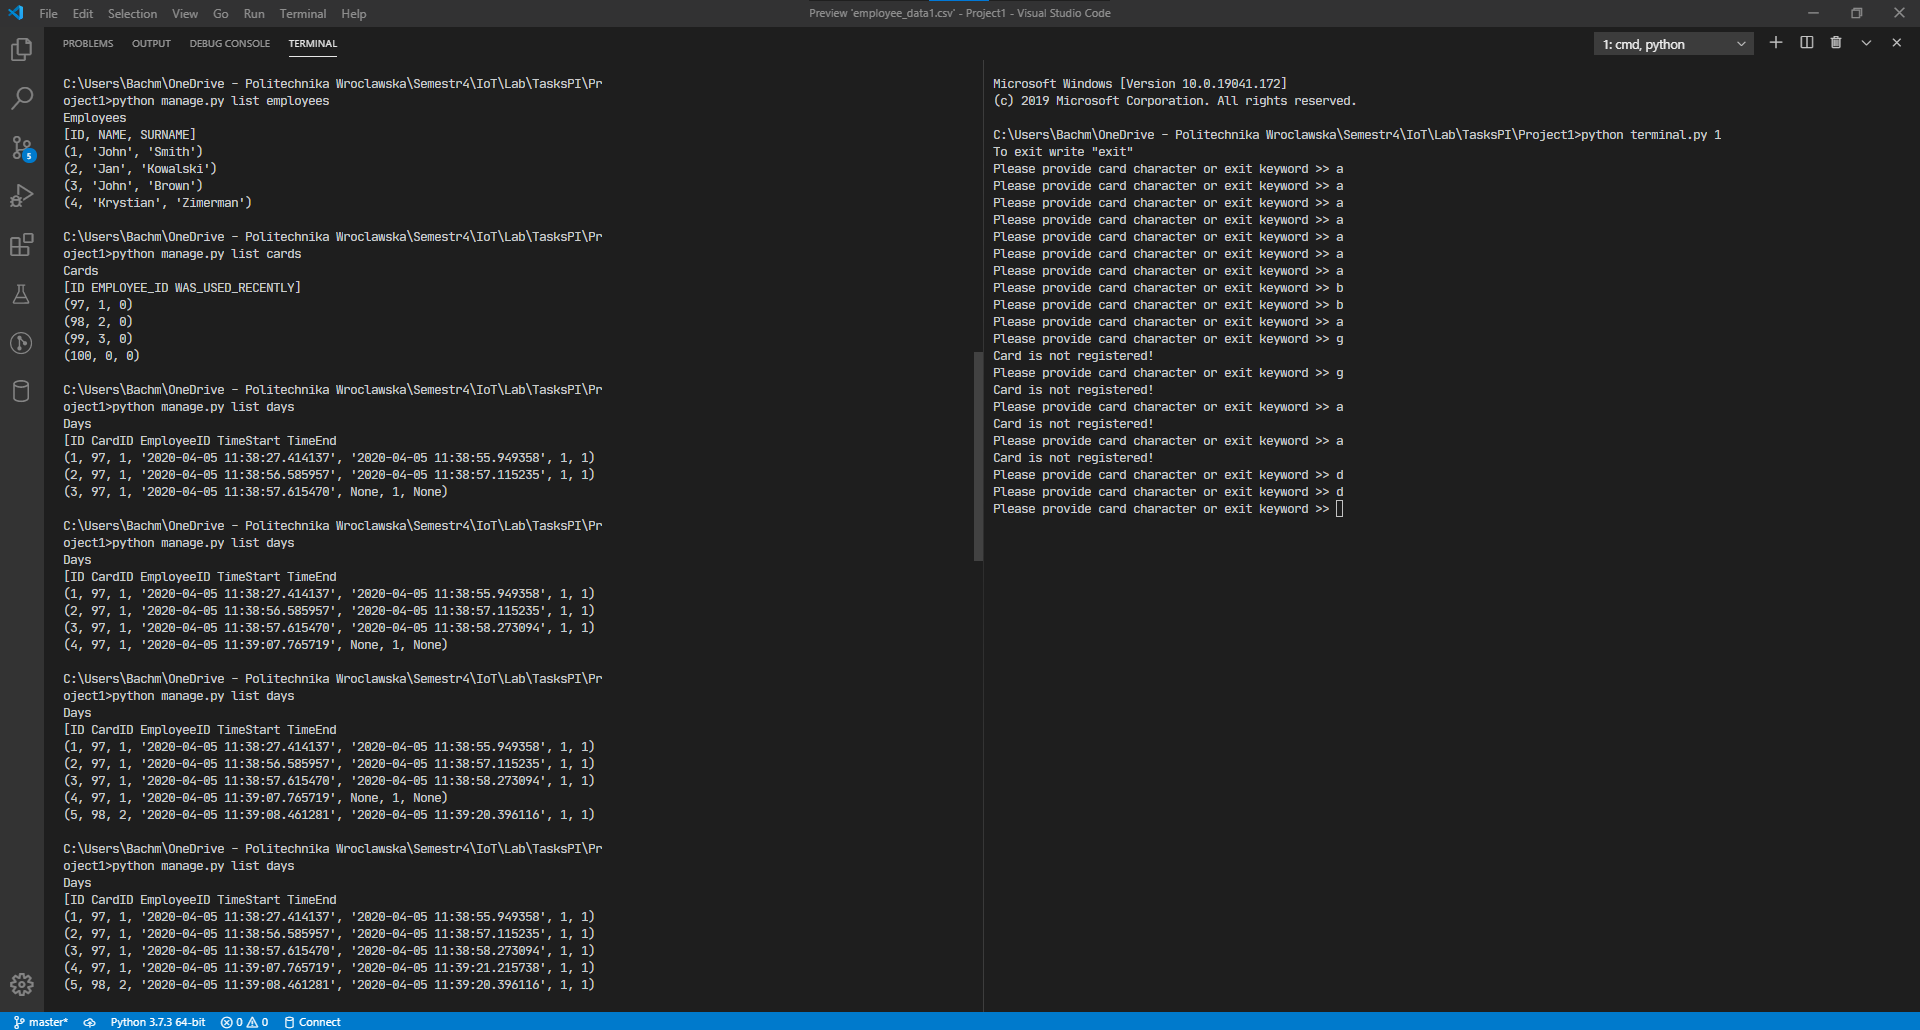 File Edit Selection View Go Run Terminal Help
Preview 'employee_data1.csv' - Project1 - Visual Studio Code
PROBLEMS OUTPUT DEBUG CONSOLE TERMINAL
1: cmd, python
C:\Users\Bachm\OneDrive - Politechnika Wroclawska\Semestr4\IoT\Lab\TasksPI\Pr
oject1>python manage.py list employees
Employees
[ID, NAME, SURNAME]
(1, 'John', 'Smith')
(2, 'Jan', 'Kowalski')
(3, 'John', 'Brown')
(4, 'Krystian', 'Zimerman')
C:\Users\Bachm\OneDrive - Politechnika Wroclawska\Semestr4\IoT\Lab\TasksPI\Pr
oject1>python manage.py list cards
Cards
[ID EMPLOYEE_ID WAS_USED_RECENTLY]
(97, 1, 0)
(98, 2, 0)
(99, 3, 0)
(100, 0, 0)
C:\Users\Bachm\OneDrive - Politechnika Wroclawska\Semestr4\IoT\Lab\TasksPI\Pr
oject1>python manage.py list days
Days
[ID CardID EmployeeID TimeStart TimeEnd
(1, 97, 1, '2020-04-05 11:38:27.414137', '2020-04-05 11:38:55.949358', 1, 1)
(2, 97, 1, '2020-04-05 11:38:56.585957', '2020-04-05 11:38:57.115235', 1, 1)
(3, 97, 1, '2020-04-05 11:38:57.615470', None, 1, None)
C:\Users\Bachm\OneDrive - Politechnika Wroclawska\Semestr4\IoT\Lab\TasksPI\Pr
oject1>python manage.py list days
Days
[ID CardID EmployeeID TimeStart TimeEnd
(1, 97, 1, '2020-04-05 11:38:27.414137', '2020-04-05 11:38:55.949358', 1, 1)
(2, 97, 1, '2020-04-05 11:38:56.585957', '2020-04-05 11:38:57.115235', 1, 1)
(3, 97, 1, '2020-04-05 11:38:57.615470', '2020-04-05 11:38:58.273094', 1, 1)
(4, 97, 1, '2020-04-05 11:39:07.765719', None, 1, None)
C:\Users\Bachm\OneDrive - Politechnika Wroclawska\Semestr4\IoT\Lab\TasksPI\Pr
oject1>python manage.py list days
Days
[ID CardID EmployeeID TimeStart TimeEnd
(1, 97, 1, '2020-04-05 11:38:27.414137', '2020-04-05 11:38:55.949358', 1, 1)
(2, 97, 1, '2020-04-05 11:38:56.585957', '2020-04-05 11:38:57.115235', 1, 1)
(3, 97, 1, '2020-04-05 11:38:57.615470', '2020-04-05 11:38:58.273094', 1, 1)
(4, 97, 1, '2020-04-05 11:39:07.765719', None, 1, None)
(5, 98, 2, '2020-04-05 11:39:08.461281', '2020-04-05 11:39:20.396116', 1, 1)
C:\Users\Bachm\OneDrive - Politechnika Wroclawska\Semestr4\IoT\Lab\TasksPI\Pr
oject1>python manage.py list days
Days
[ID CardID EmployeeID TimeStart TimeEnd
(1, 97, 1, '2020-04-05 11:38:27.414137', '2020-04-05 11:38:55.949358', 1, 1)
(2, 97, 1, '2020-04-05 11:38:56.585957', '2020-04-05 11:38:57.115235', 1, 1)
(3, 97, 1, '2020-04-05 11:38:57.615470', '2020-04-05 11:38:58.273094', 1, 1)
(4, 97, 1, '2020-04-05 11:39:07.765719', '2020-04-05 11:39:21.215738', 1, 1)
(5, 98, 2, '2020-04-05 11:39:08.461281', '2020-04-05 11:39:20.396116', 1, 1)
Microsoft Windows [Version 10.0.19041.172]
(c) 2019 Microsoft Corporation. All rights reserved.
C:\Users\Bachm\OneDrive - Politechnika Wroclawska\Semestr4\IoT\Lab\TasksPI\Project1>python terminal.py 1
To exit write "exit"
Please provide card character or exit keyword >> a
Please provide card character or exit keyword >> a
Please provide card character or exit keyword >> a
Please provide card character or exit keyword >> a
Please provide card character or exit keyword >> a
Please provide card character or exit keyword >> a
Please provide card character or exit keyword >> a
Please provide card character or exit keyword >> b
Please provide card character or exit keyword >> b
Please provide card character or exit keyword >> a
Please provide card character or exit keyword >> g
Card is not registered!
Please provide card character or exit keyword >> g
Card is not registered!
Please provide card character or exit keyword >> a
Card is not registered!
Please provide card character or exit keyword >> a
Card is not registered!
Please provide card character or exit keyword >> d
Please provide card character or exit keyword >> d
Please provide card character or exit keyword >>
5
master* Python 3.7.3 64-bit 0 0 Connect